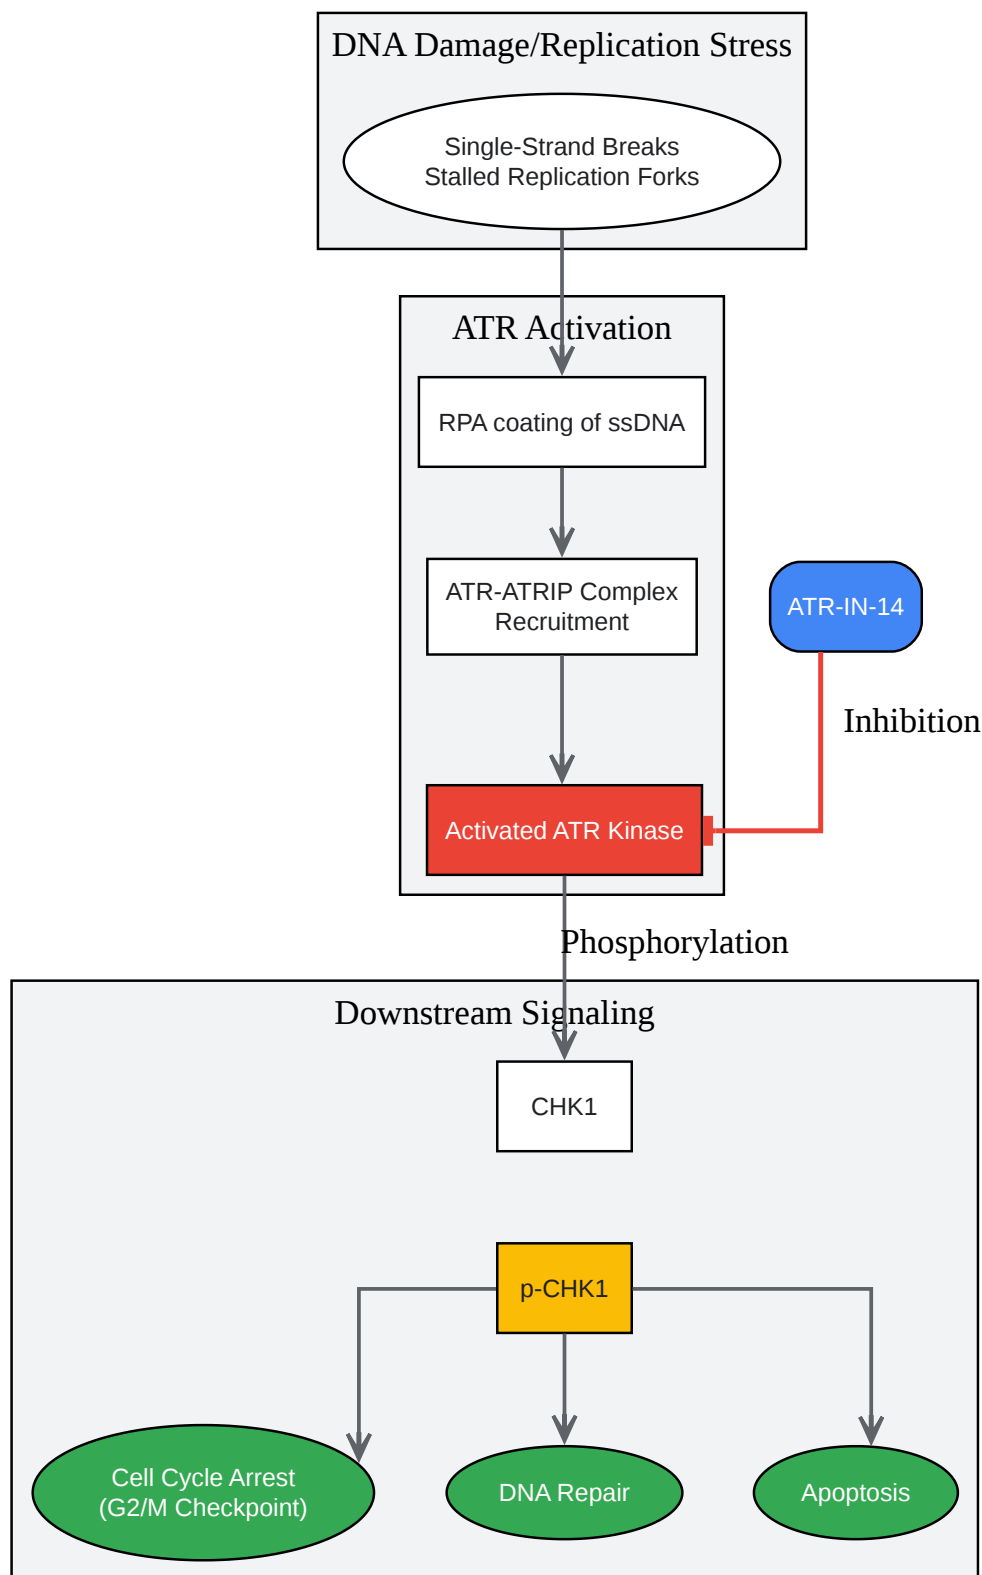 DNA Damage/Replication Stress
Single-Strand Breaks
Stalled Replication Forks
ATR Activation
RPA coating of ssDNA
ATR-ATRIP Complex
Recruitment
ATR-IN-14
Inhibition
Activated ATR Kinase
Phosphorylation
Downstream Signaling
CHK1
p-CHK1
Cell Cycle Arrest
(G2/M Checkpoint)
DNA Repair
Apoptosis